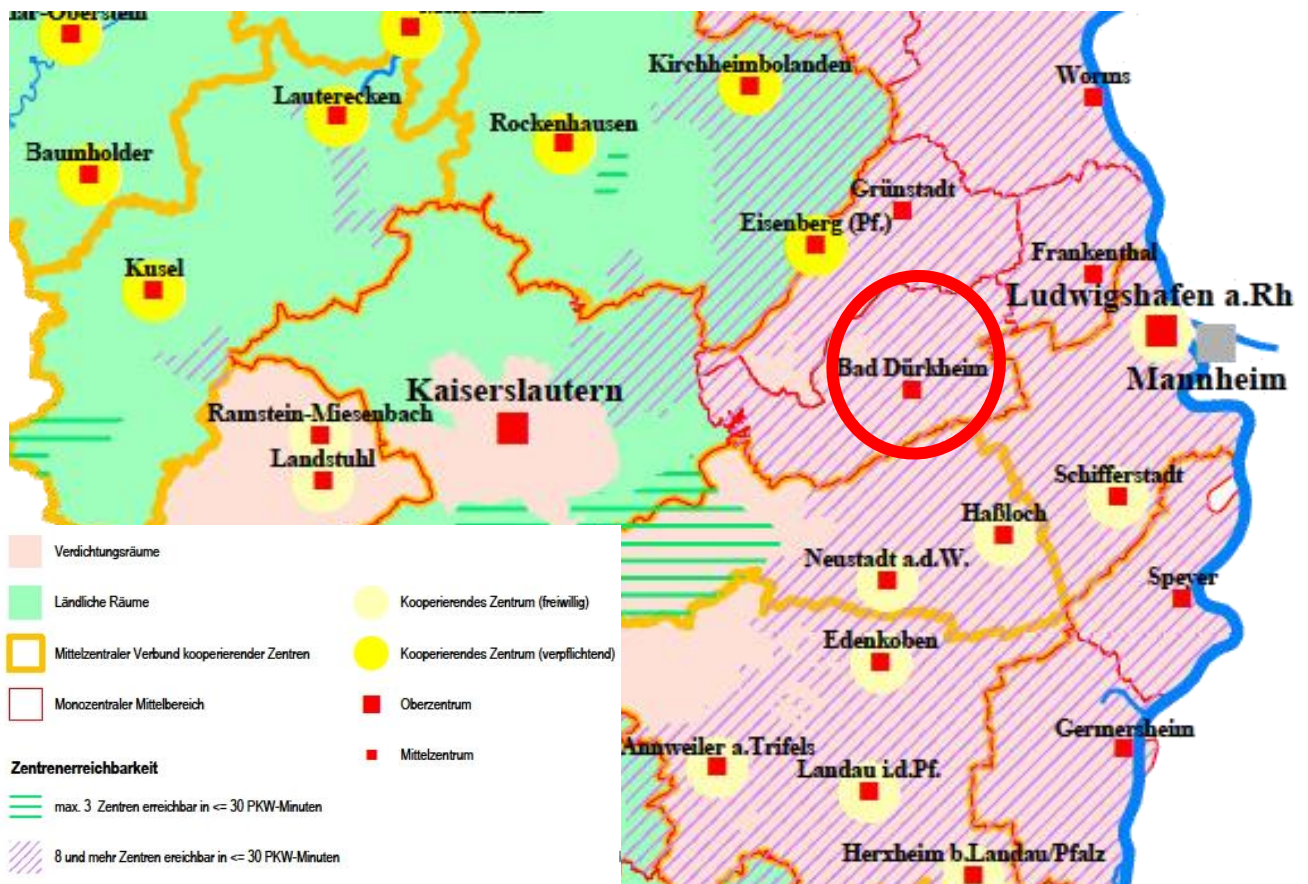 ar-Oberstein
Kirchheimbolanden
Worms
Lauterecken
Rockenhausen
Baumholder
Grünstadt
Eisenberg (Pf.)
Frankenthal
Kusel
Ludwigshafen a.Rh
Bad Dürkheim
Mannheim
Kaiserslautern
Ramstein-Miesenbach
Landstuhl
Schifferstadt
Haßloch
Neustadt a.d.W.
Speyer
Edenkoben
Germersheim
Annweiler a.Trifels
Landau i.d.Pf.
Herxheim b.Landau/Pfalz
Verdichtungsräume
Ländliche Räume
Mittelzentraler Verbund kooperierender Zentren
Monozentraler Mittelbereich
Kooperierendes Zentrum (freiwillig)
Kooperierendes Zentrum (verpflichtend)
Oberzentrum
Mittelzentrum
Zentrenerreichbarkeit
max. 3 Zentren erreichbar in <= 30 PKW-Minuten
8 und mehr Zentren ereichbar in <= 30 PKW-Minuten